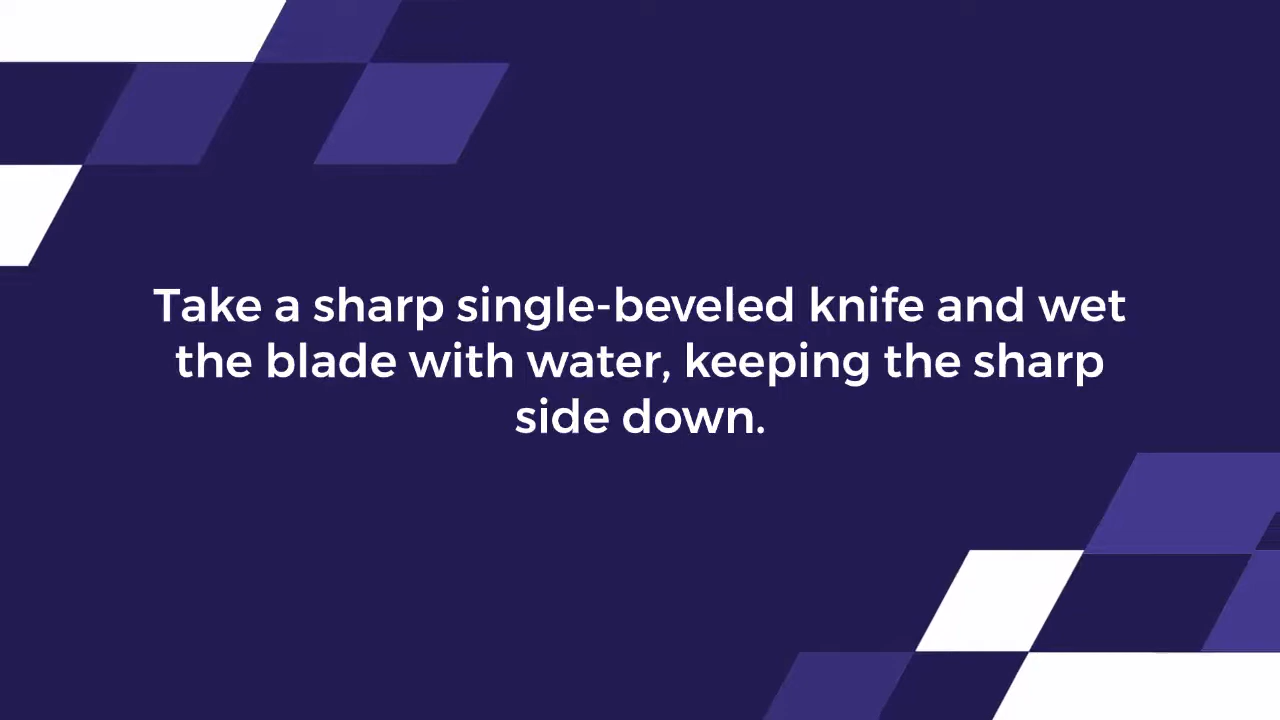 Take a sharp single-beveled knife and wet
the blade with water, keeping the sharp
side down.